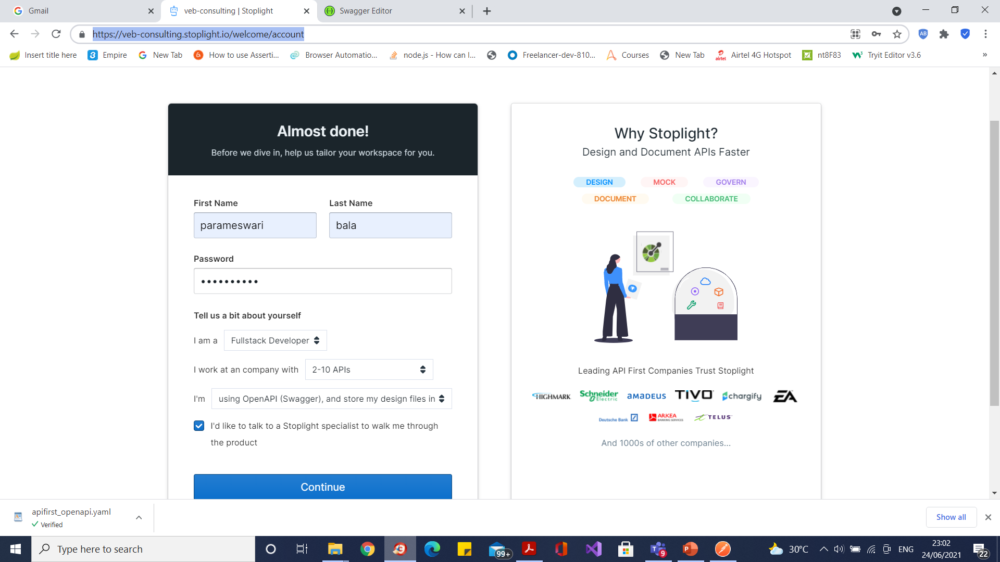 Gmail
veb-consulting | Stoplight
Swagger Editor
https://veb-consulting.stoplight.io/welcome/account
AB
Insert title here
Empire
New Tab
How to use Asserti...
Browser Automatio...
node.js - How can I...
Freelancer-dev-810...
Courses
New Tab
airtel
Airtel 4G Hotspot
nt8F83
Tryit Editor v3.6
»
Almost done!
Before we dive in, help us tailor your workspace for you.
First Name
Last Name
parameswari
bala
Password
••••••••••
Tell us a bit about yourself
I am a Fullstack Developer
I work at an company with 2-10 APIs
I'm using OpenAPI (Swagger), and store my design files in
I'd like to talk to a Stoplight specialist to walk me through
the product
Continue
Why Stoplight?
Design and Document APIs Faster
DESIGN MOCK GOVERN
DOCUMENT COLLABORATE
Leading API First Companies Trust Stoplight
HIGHMARK
Schneider
Electric
amadeus
TiVo
chargify
EA
Deutsche Bank
ARKEA
BANKING SERVICES
TELUS
And 1000s of other companies...
apifirst_openapi.yaml
Verified
Show all
Type here to search
99+
9
30°C
ENG
23:02
24/06/2021
22